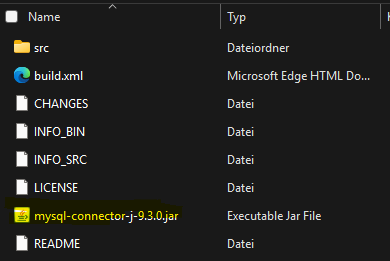 Name Typ
src Dateiordner
build.xml Microsoft Edge HTML Do...
CHANGES Datei
INFO_BIN Datei
INFO_SRC Datei
LICENSE Datei
mysql-connector-j-9.3.0.jar Executable Jar File
README Datei